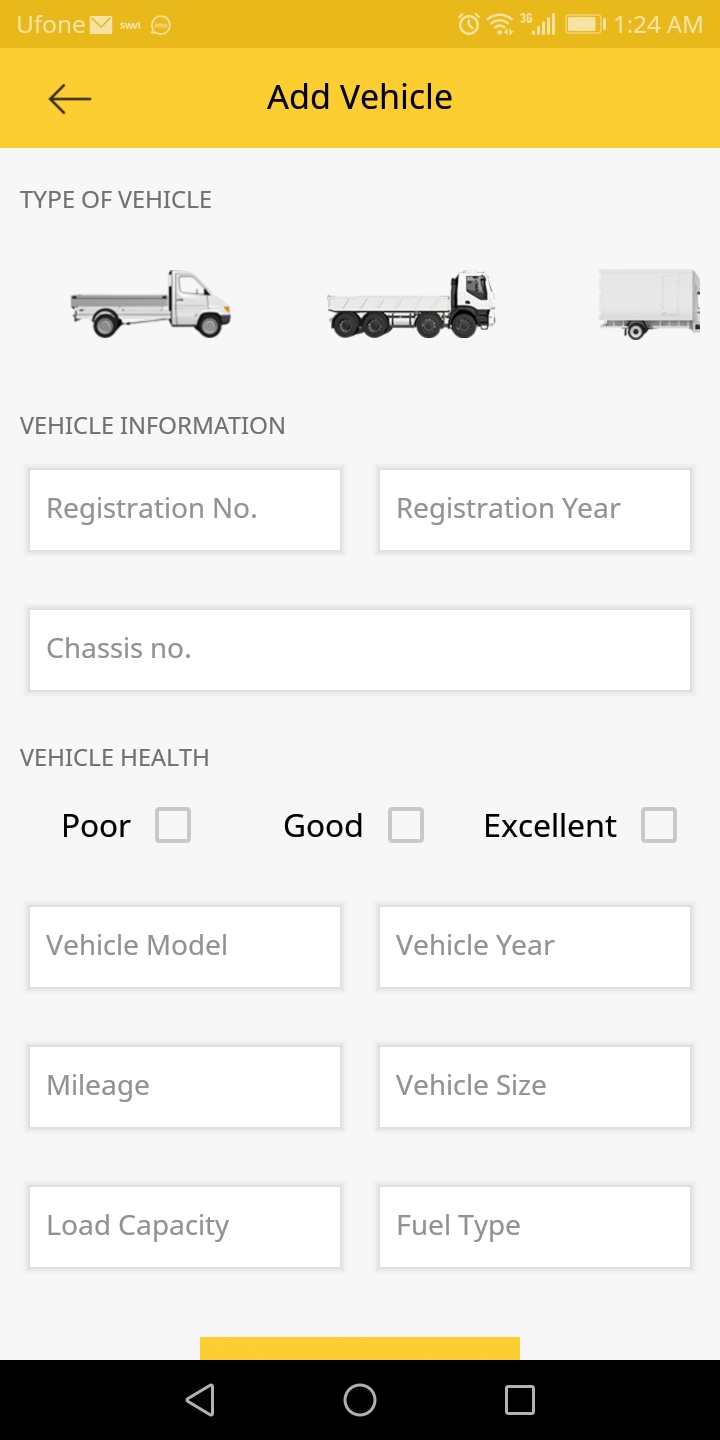 Ufone swvl imo 3G 1:24 AM
Add Vehicle
TYPE OF VEHICLE
VEHICLE INFORMATION
Registration No. Registration Year
Chassis no.
VEHICLE HEALTH
Poor Good Excellent
Vehicle Model Vehicle Year
Mileage Vehicle Size
Load Capacity Fuel Type